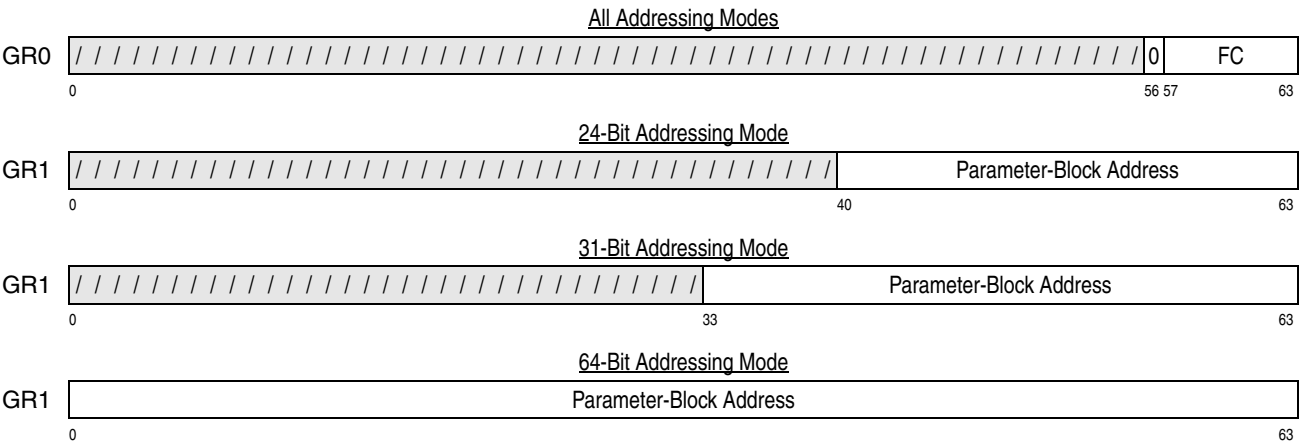 All Addressing Modes
GR0 / / / / / / / / / / / / / / / / / / / / / / / / / / / / / / / / / / / / / / / / / / / / / / / / / / / / / / / / 0 FC
0 56 57 63
24-Bit Addressing Mode
GR1 / / / / / / / / / / / / / / / / / / / / / / / / / / / / / / / / / / / / / / / / Parameter-Block Address
0 40 63
31-Bit Addressing Mode
GR1 / / / / / / / / / / / / / / / / / / / / / / / / / / / / / / / / / Parameter-Block Address
0 33 63
64-Bit Addressing Mode
GR1 Parameter-Block Address
0 63